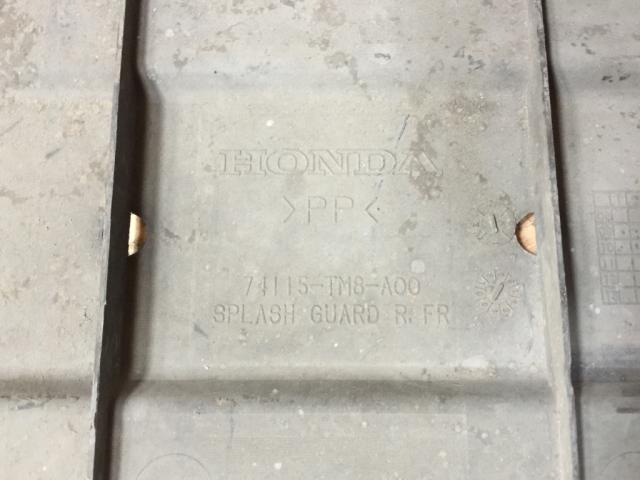 HONDA
>PP<
74115-TM8-A00
SPLASH GUARD R. FR